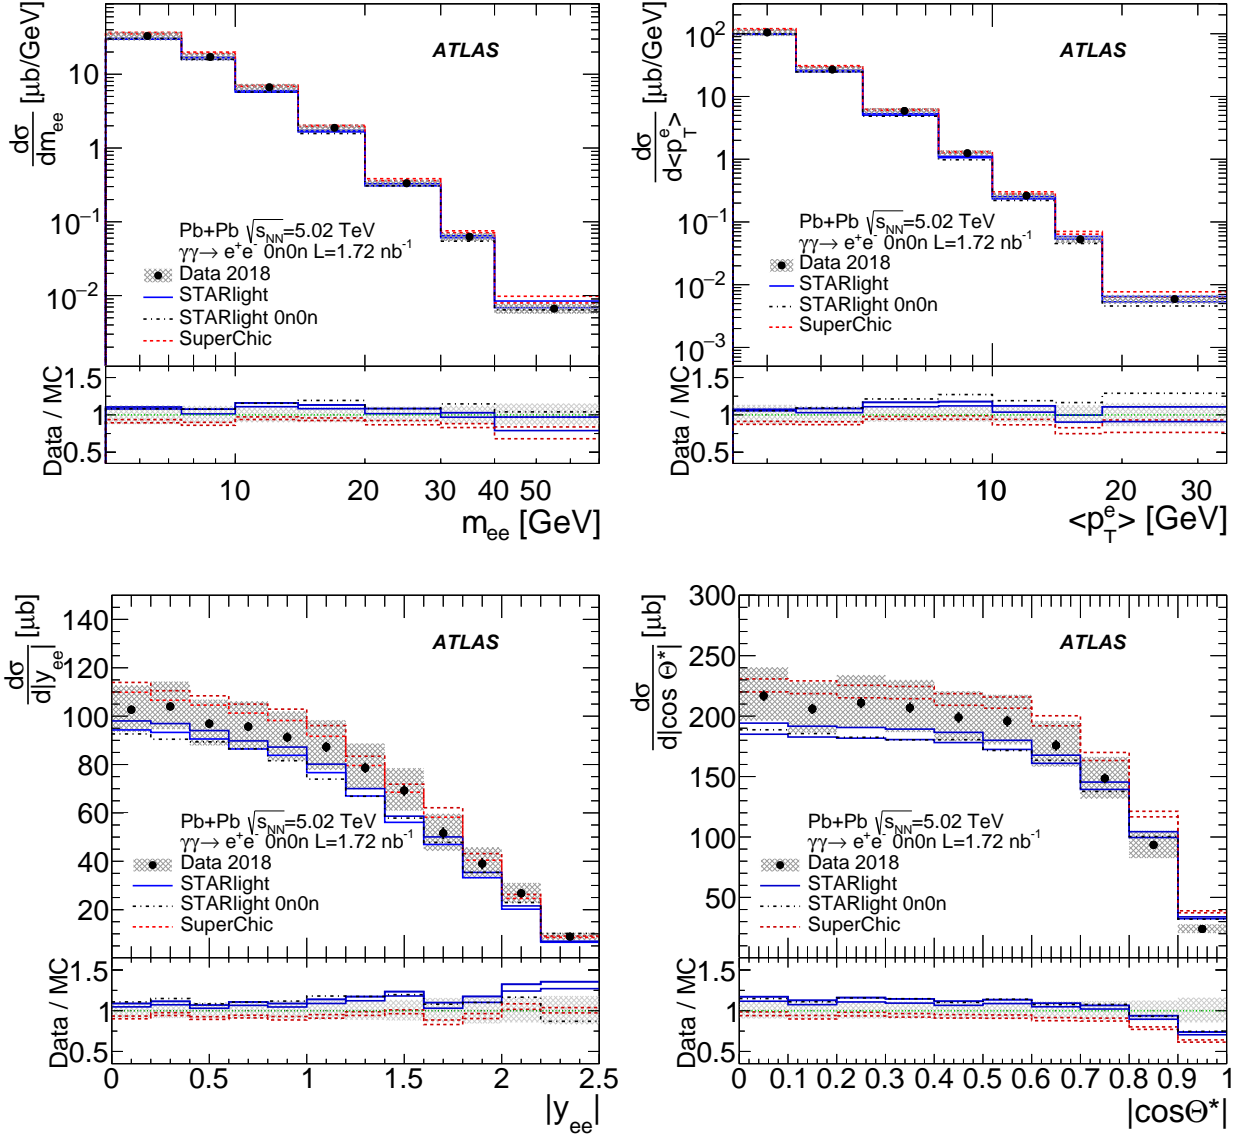 dσ/dm_ee [μb/GeV]
10
1
10⁻¹
10⁻²
ATLAS
Pb+Pb √s_NN=5.02 TeV
γγ→ e⁺e⁻ 0n0n L=1.72 nb⁻¹
Data 2018
STARlight
STARlight 0n0n
SuperChic
Data / MC
1.5
1
0.5
10 20 30 40 50
m_ee [GeV]
dσ/d<p_T^e> [μb/GeV]
10²
10
1
10⁻¹
10⁻²
10⁻³
ATLAS
Pb+Pb √s_NN=5.02 TeV
γγ→ e⁺e⁻ 0n0n L=1.72 nb⁻¹
Data 2018
STARlight
STARlight 0n0n
SuperChic
Data / MC
1.5
1
0.5
10 20 30
<p_T^e> [GeV]
dσ/d|y_ee| [μb]
140
120
100
80
60
40
20
ATLAS
Pb+Pb √s_NN=5.02 TeV
γγ→ e⁺e⁻ 0n0n L=1.72 nb⁻¹
Data 2018
STARlight
STARlight 0n0n
SuperChic
Data / MC
1.5
1
0.5
0 0.5 1 1.5 2 2.5
|y_ee|
dσ/d|cos Θ*| [μb]
300
250
200
150
100
50
ATLAS
Pb+Pb √s_NN=5.02 TeV
γγ→ e⁺e⁻ 0n0n L=1.72 nb⁻¹
Data 2018
STARlight
STARlight 0n0n
SuperChic
Data / MC
1.5
1
0.5
0 0.1 0.2 0.3 0.4 0.5 0.6 0.7 0.8 0.9 1
|cosΘ*|